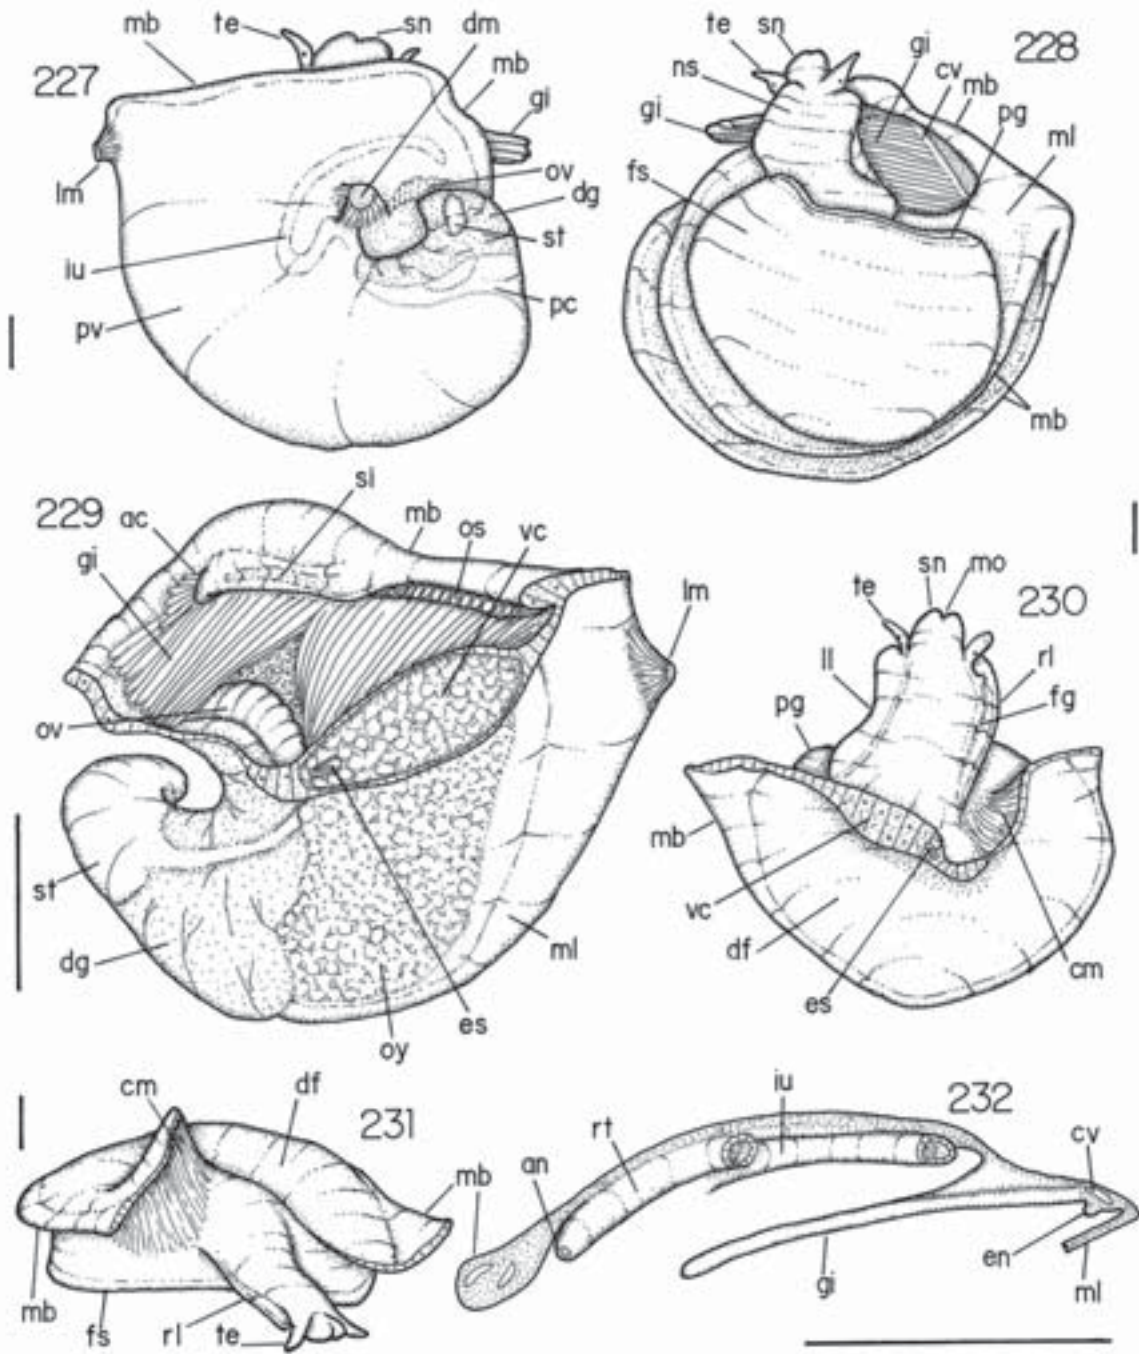 227
mb
te
sn
dm
mb
gi
ov
dg
st
pc
lm
iu
pv
228
te
sn
ns
gi
gi
cv
mb
pg
ml
fs
mb
229
ac
gi
si
mb
os
vc
lm
ov
st
dg
oy
es
ml
230
te
sn
mo
ll
rl
fg
pg
mb
vc
df
es
cm
231
cm
df
mb
mb
fs
rl
te
232
rt
iu
cv
an
mb
gi
en
ml